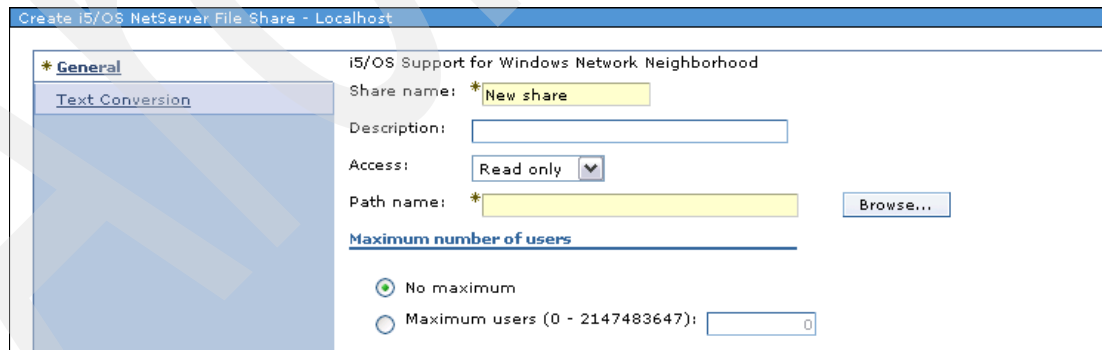 Create i5/OS NetServer File Share - Localhost
* General
Text Conversion
i5/OS Support for Windows Network Neighborhood
Share name: * New share
Description:
Access: Read only
Path name: * Browse...
Maximum number of users
No maximum
Maximum users (0 - 2147483647): 0